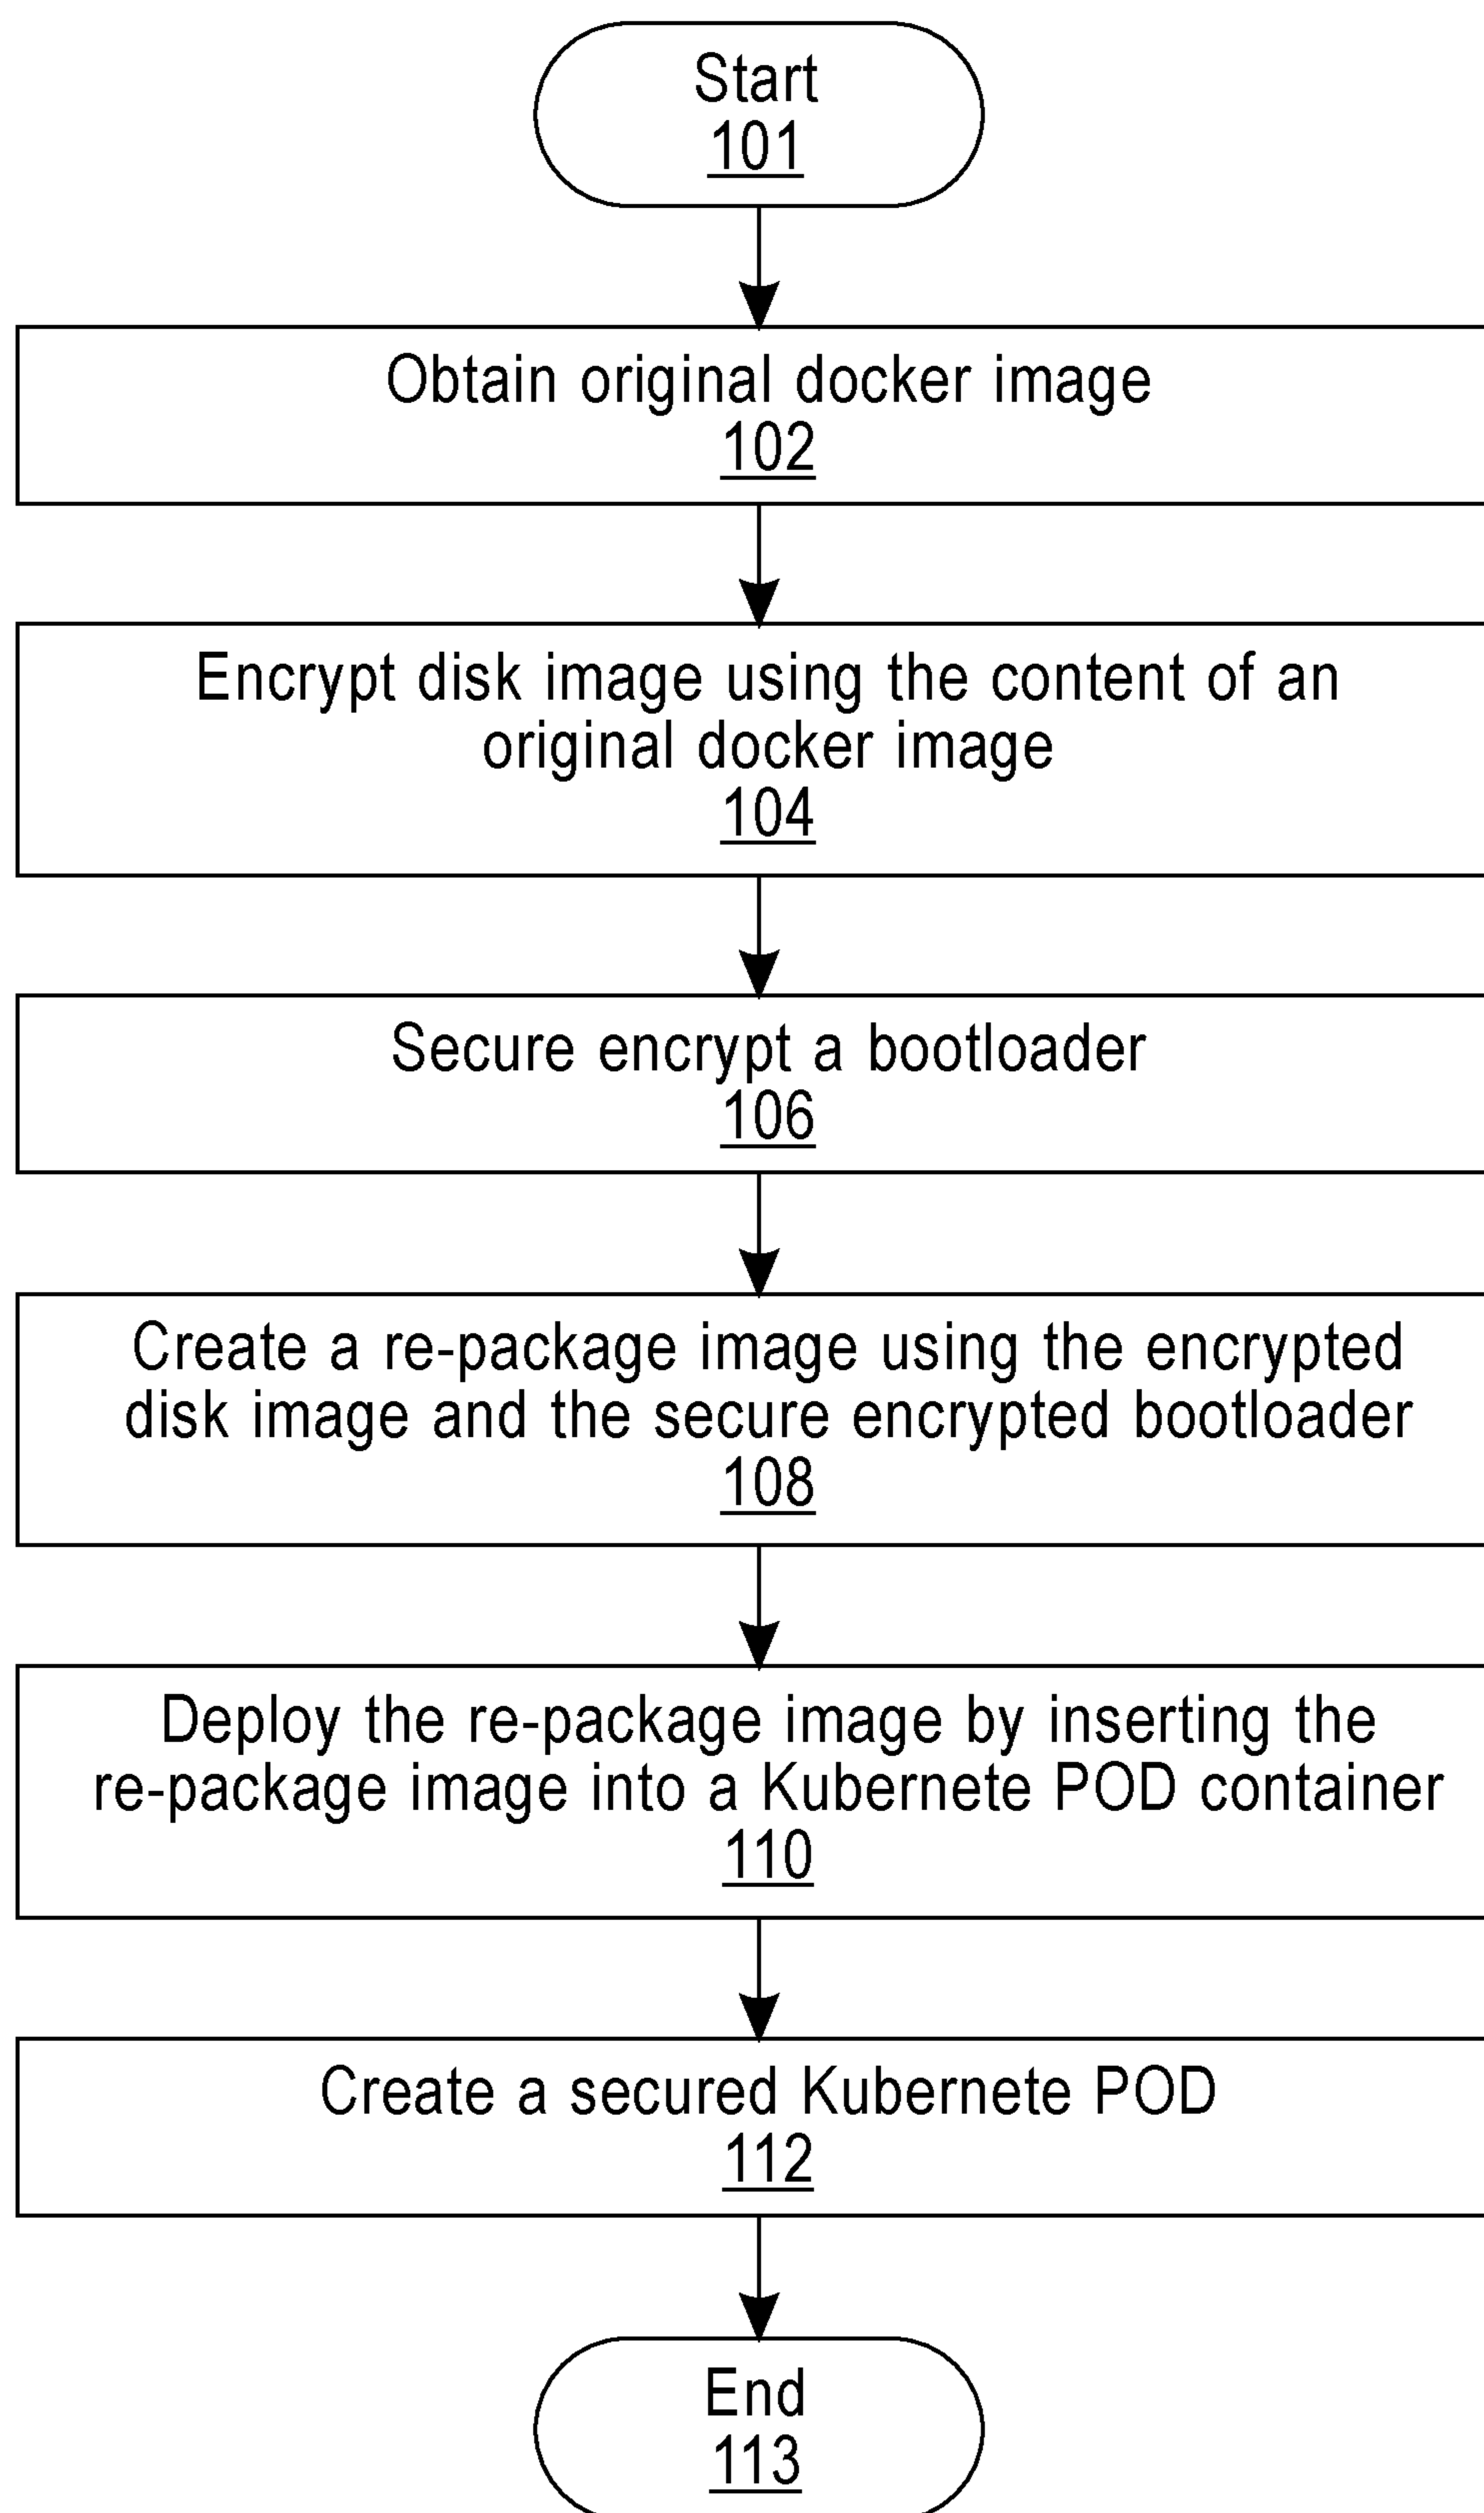 Start
101
Obtain original docker image
102
Encrypt disk image using the content of an
original docker image
104
Secure encrypt a bootloader
106
Create a re-package image using the encrypted
disk image and the secure encrypted bootloader
108
Deploy the re-package image by inserting the
re-package image into a Kubernete POD container
110
Create a secured Kubernete POD
112
End
113